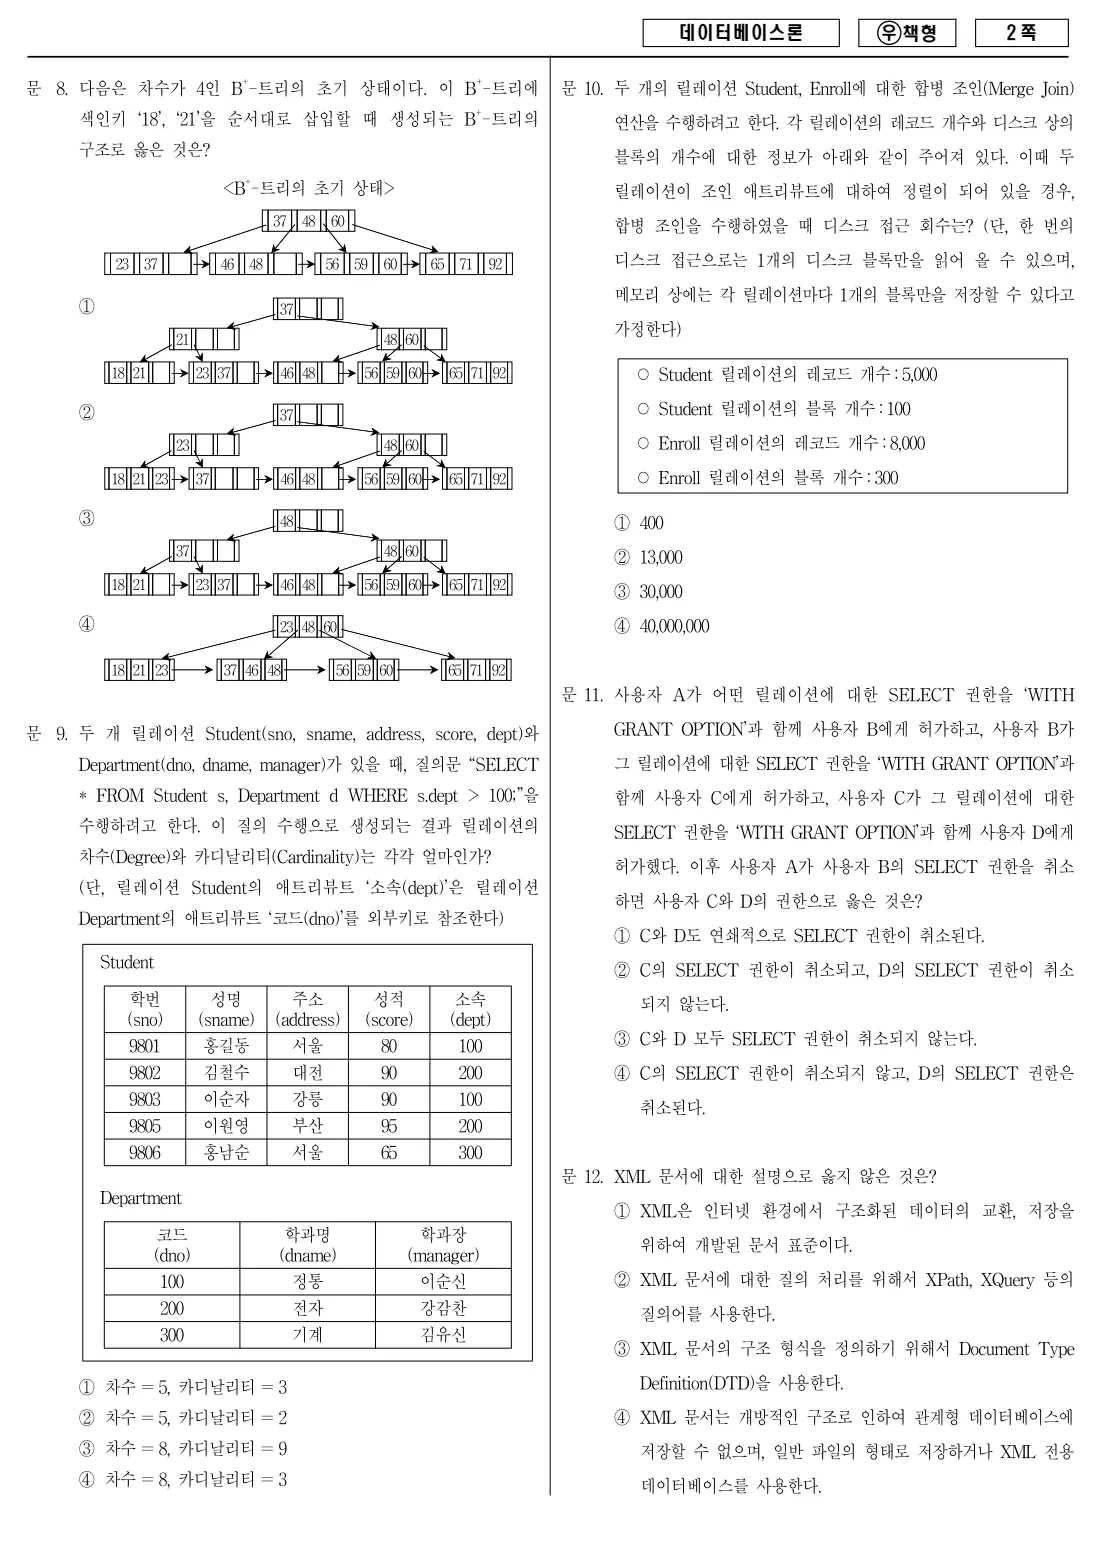 데이터베이스론 ㊝책형 2쪽
문 8. 다음은 차수가 4인 B+-트리의 초기 상태이다. 이 B+-트리에
색인키 ‘18’, ‘21’을 순서대로 삽입할 때 생성되는 B+-트리의
구조로 옳은 것은?
<B+-트리의 초기 상태>
37 48 60
23 37 46 48 56 59 60 65 71 92
①
37
21 48 60
18 21 23 37 46 48 56 59 60 65 71 92
②
37
23 48 60
18 21 23 37 46 48 56 59 60 65 71 92
③
48
37 48 60
18 21 23 37 46 48 56 59 60 65 71 92
④
23 48 60
18 21 23 37 46 48 56 59 60 65 71 92
문 9. 두 개 릴레이션 Student(sno, sname, address, score, dept)와
Department(dno, dname, manager)가 있을 때, 질의문 “SELECT
* FROM Student s, Department d WHERE s.dept > 100;”을
수행하려고 한다. 이 질의 수행으로 생성되는 결과 릴레이션의
차수(Degree)와 카디날리티(Cardinality)는 각각 얼마인가?
(단, 릴레이션 Student의 애트리뷰트 ‘소속(dept)’은 릴레이션
Department의 애트리뷰트 ‘코드(dno)’를 외부키로 참조한다)
Student
학번 성명 주소 성적 소속
(sno) (sname) (address) (score) (dept)
9801 홍길동 서울 80 100
9802 김철수 대전 90 200
9803 이순자 강릉 90 100
9805 이원영 부산 95 200
9806 홍남순 서울 65 300
Department
코드 학과명 학과장
(dno) (dname) (manager)
100 정통 이순신
200 전자 강감찬
300 기계 김유신
① 차수 = 5, 카디날리티 = 3
② 차수 = 5, 카디날리티 = 2
③ 차수 = 8, 카디날리티 = 9
④ 차수 = 8, 카디날리티 = 3
문 10. 두 개의 릴레이션 Student, Enroll에 대한 합병 조인(Merge Join)
연산을 수행하려고 한다. 각 릴레이션의 레코드 개수와 디스크 상의
블록의 개수에 대한 정보가 아래와 같이 주어져 있다. 이때 두
릴레이션이 조인 애트리뷰트에 대하여 정렬이 되어 있을 경우,
합병 조인을 수행하였을 때 디스크 접근 회수는? (단, 한 번의
디스크 접근으로는 1개의 디스크 블록만을 읽어 올 수 있으며,
메모리 상에는 각 릴레이션마다 1개의 블록만을 저장할 수 있다고
가정한다)
○ Student 릴레이션의 레코드 개수 : 5,000
○ Student 릴레이션의 블록 개수 : 100
○ Enroll 릴레이션의 레코드 개수 : 8,000
○ Enroll 릴레이션의 블록 개수 : 300
① 400
② 13,000
③ 30,000
④ 40,000,000
문 11. 사용자 A가 어떤 릴레이션에 대한 SELECT 권한을 ‘WITH
GRANT OPTION’과 함께 사용자 B에게 허가하고, 사용자 B가
그 릴레이션에 대한 SELECT 권한을 ‘WITH GRANT OPTION’과
함께 사용자 C에게 허가하고, 사용자 C가 그 릴레이션에 대한
SELECT 권한을 ‘WITH GRANT OPTION’과 함께 사용자 D에게
허가했다. 이후 사용자 A가 사용자 B의 SELECT 권한을 취소
하면 사용자 C와 D의 권한으로 옳은 것은?
① C와 D도 연쇄적으로 SELECT 권한이 취소된다.
② C의 SELECT 권한이 취소되고, D의 SELECT 권한이 취소
되지 않는다.
③ C와 D 모두 SELECT 권한이 취소되지 않는다.
④ C의 SELECT 권한이 취소되지 않고, D의 SELECT 권한은
취소된다.
문 12. XML 문서에 대한 설명으로 옳지 않은 것은?
① XML은 인터넷 환경에서 구조화된 데이터의 교환, 저장을
위하여 개발된 문서 표준이다.
② XML 문서에 대한 질의 처리를 위해서 XPath, XQuery 등의
질의어를 사용한다.
③ XML 문서의 구조 형식을 정의하기 위해서 Document Type
Definition(DTD)을 사용한다.
④ XML 문서는 개방적인 구조로 인하여 관계형 데이터베이스에
저장할 수 없으며, 일반 파일의 형태로 저장하거나 XML 전용
데이터베이스를 사용한다.